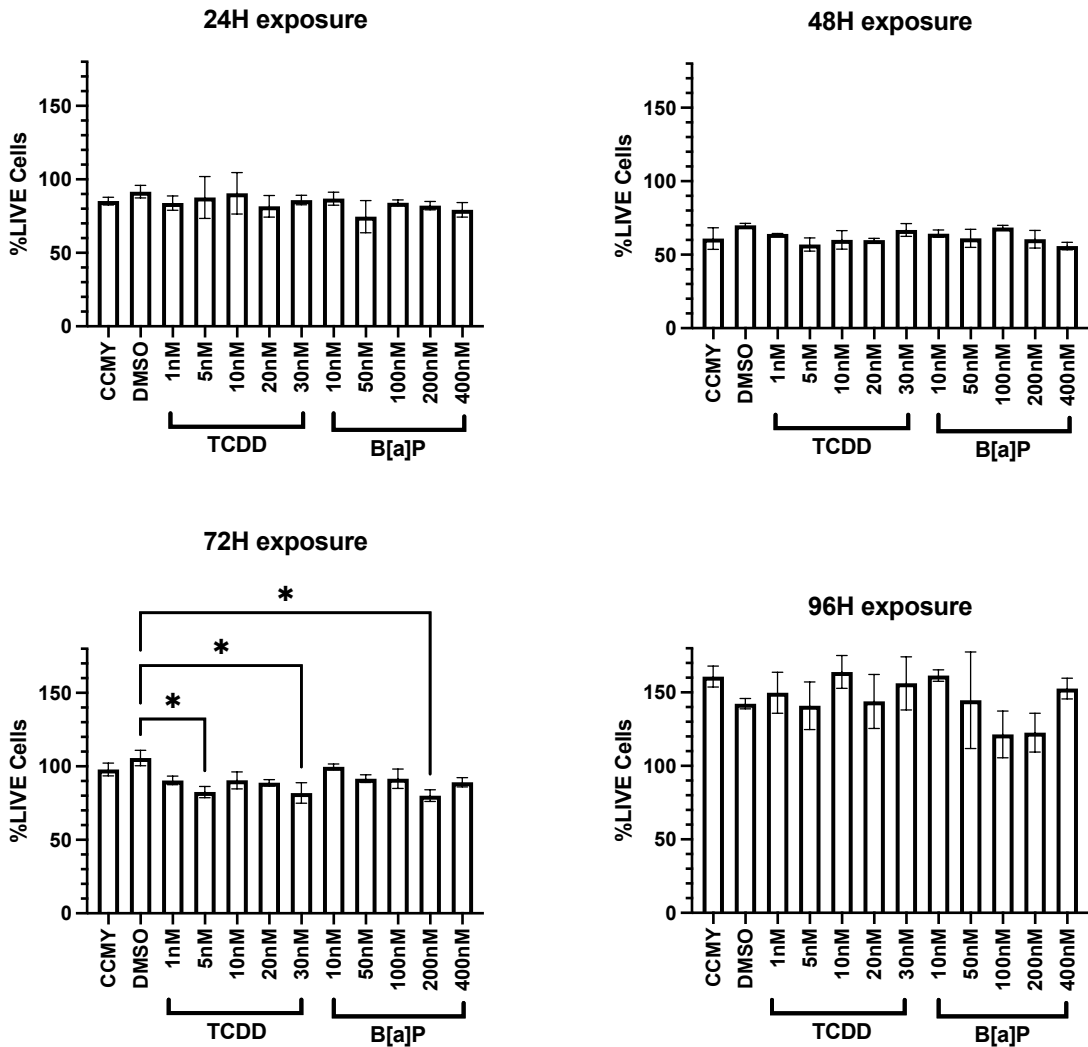 24H exposure
%LIVE Cells
150
100
50
0
CCMY
DMSO
1nM
5nM
10nM
20nM
30nM
10nM
50nM
100nM
200nM
400nM
TCDD
B[a]P
48H exposure
%LIVE Cells
150
100
50
0
CCMY
DMSO
1nM
5nM
10nM
20nM
30nM
10nM
50nM
100nM
200nM
400nM
TCDD
B[a]P
72H exposure
*
*
*
%LIVE Cells
150
100
50
0
CCMY
DMSO
1nM
5nM
10nM
20nM
30nM
10nM
50nM
100nM
200nM
400nM
TCDD
B[a]P
96H exposure
%LIVE Cells
150
100
50
0
CCMY
DMSO
1nM
5nM
10nM
20nM
30nM
10nM
50nM
100nM
200nM
400nM
TCDD
B[a]P